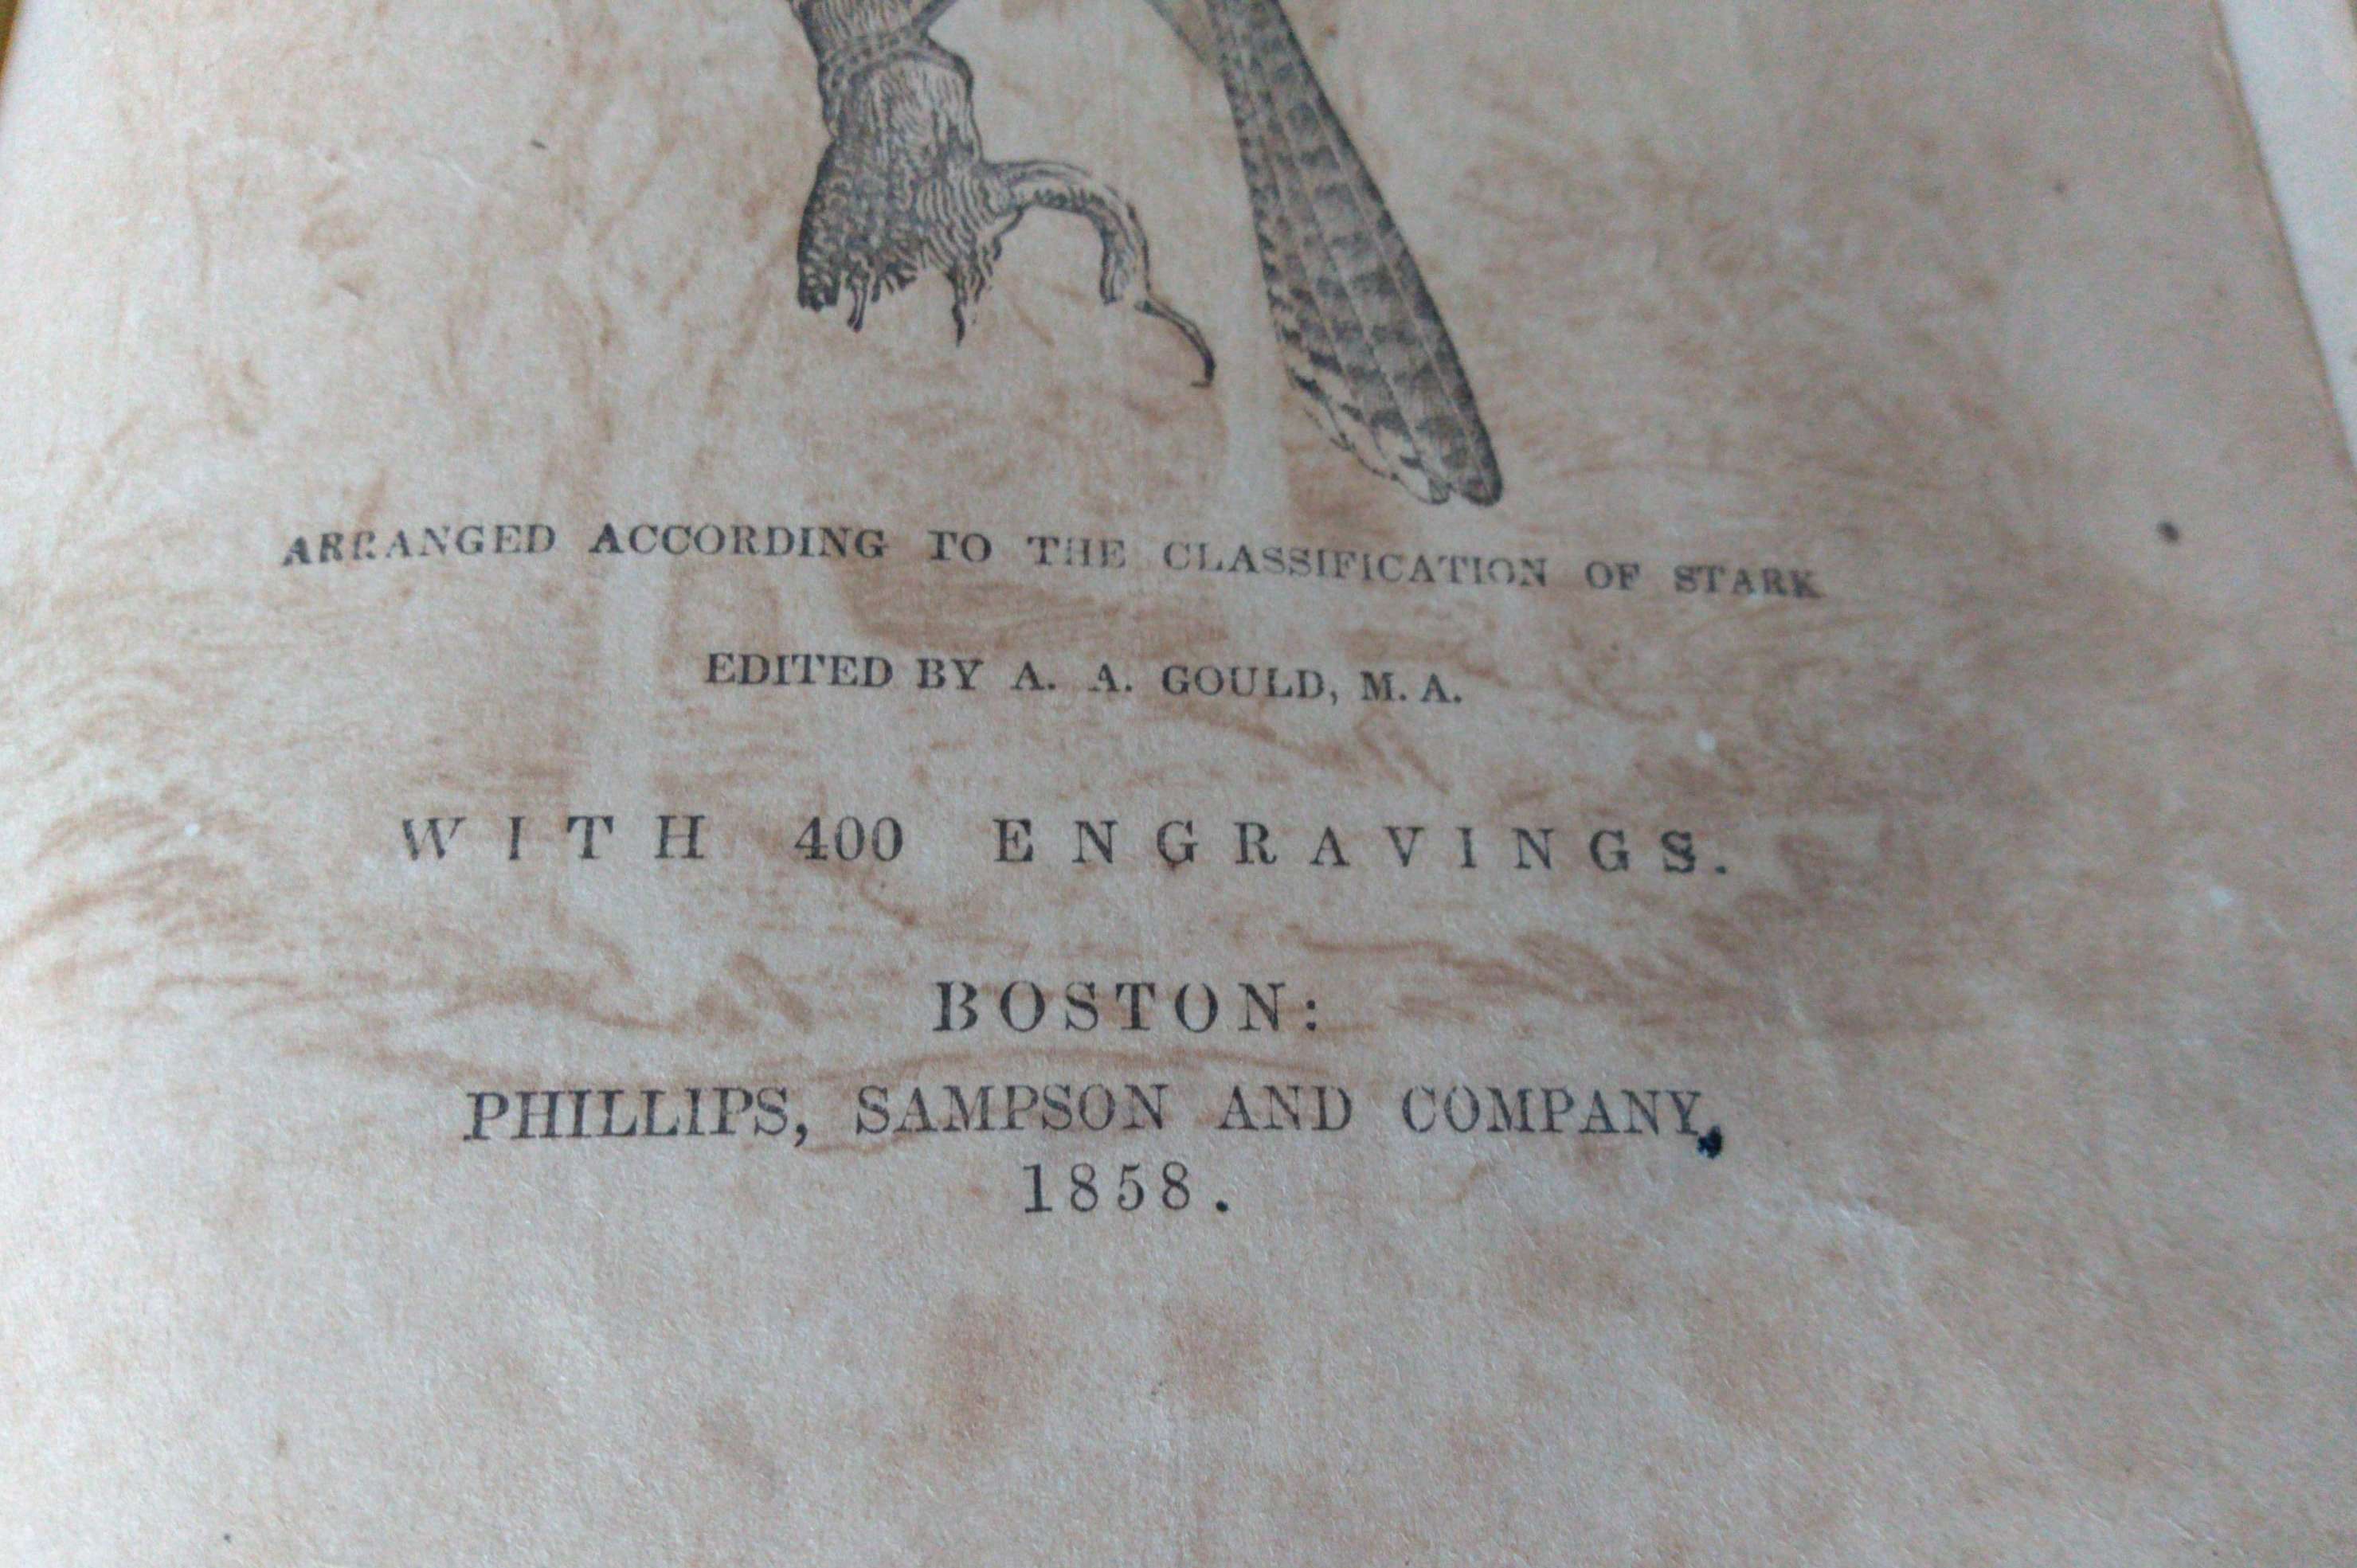 ARRANGED ACCORDING TO THE CLASSIFICATION OF STARK
EDITED BY A. A. GOULD, M. A.
WITH 400 ENGRAVINGS.
BOSTON:
PHILLIPS, SAMPSON AND COMPANY,
1858.